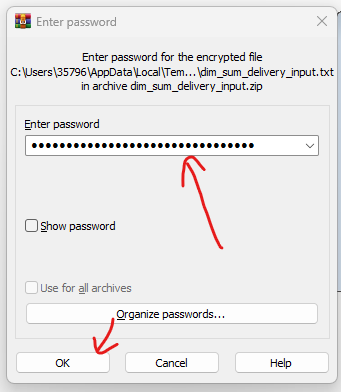 Enter password
Enter password for the encrypted file
C:\Users\35796\AppData\Local\Tem...\dim_sum_delivery_input.txt
in archive dim_sum_delivery_input.zip
Enter password
●●●●●●●●●●●●●●●●●●●●●●●●●●●●●●●●
Show password
Use for all archives
Organize passwords...
OK
Cancel
Help